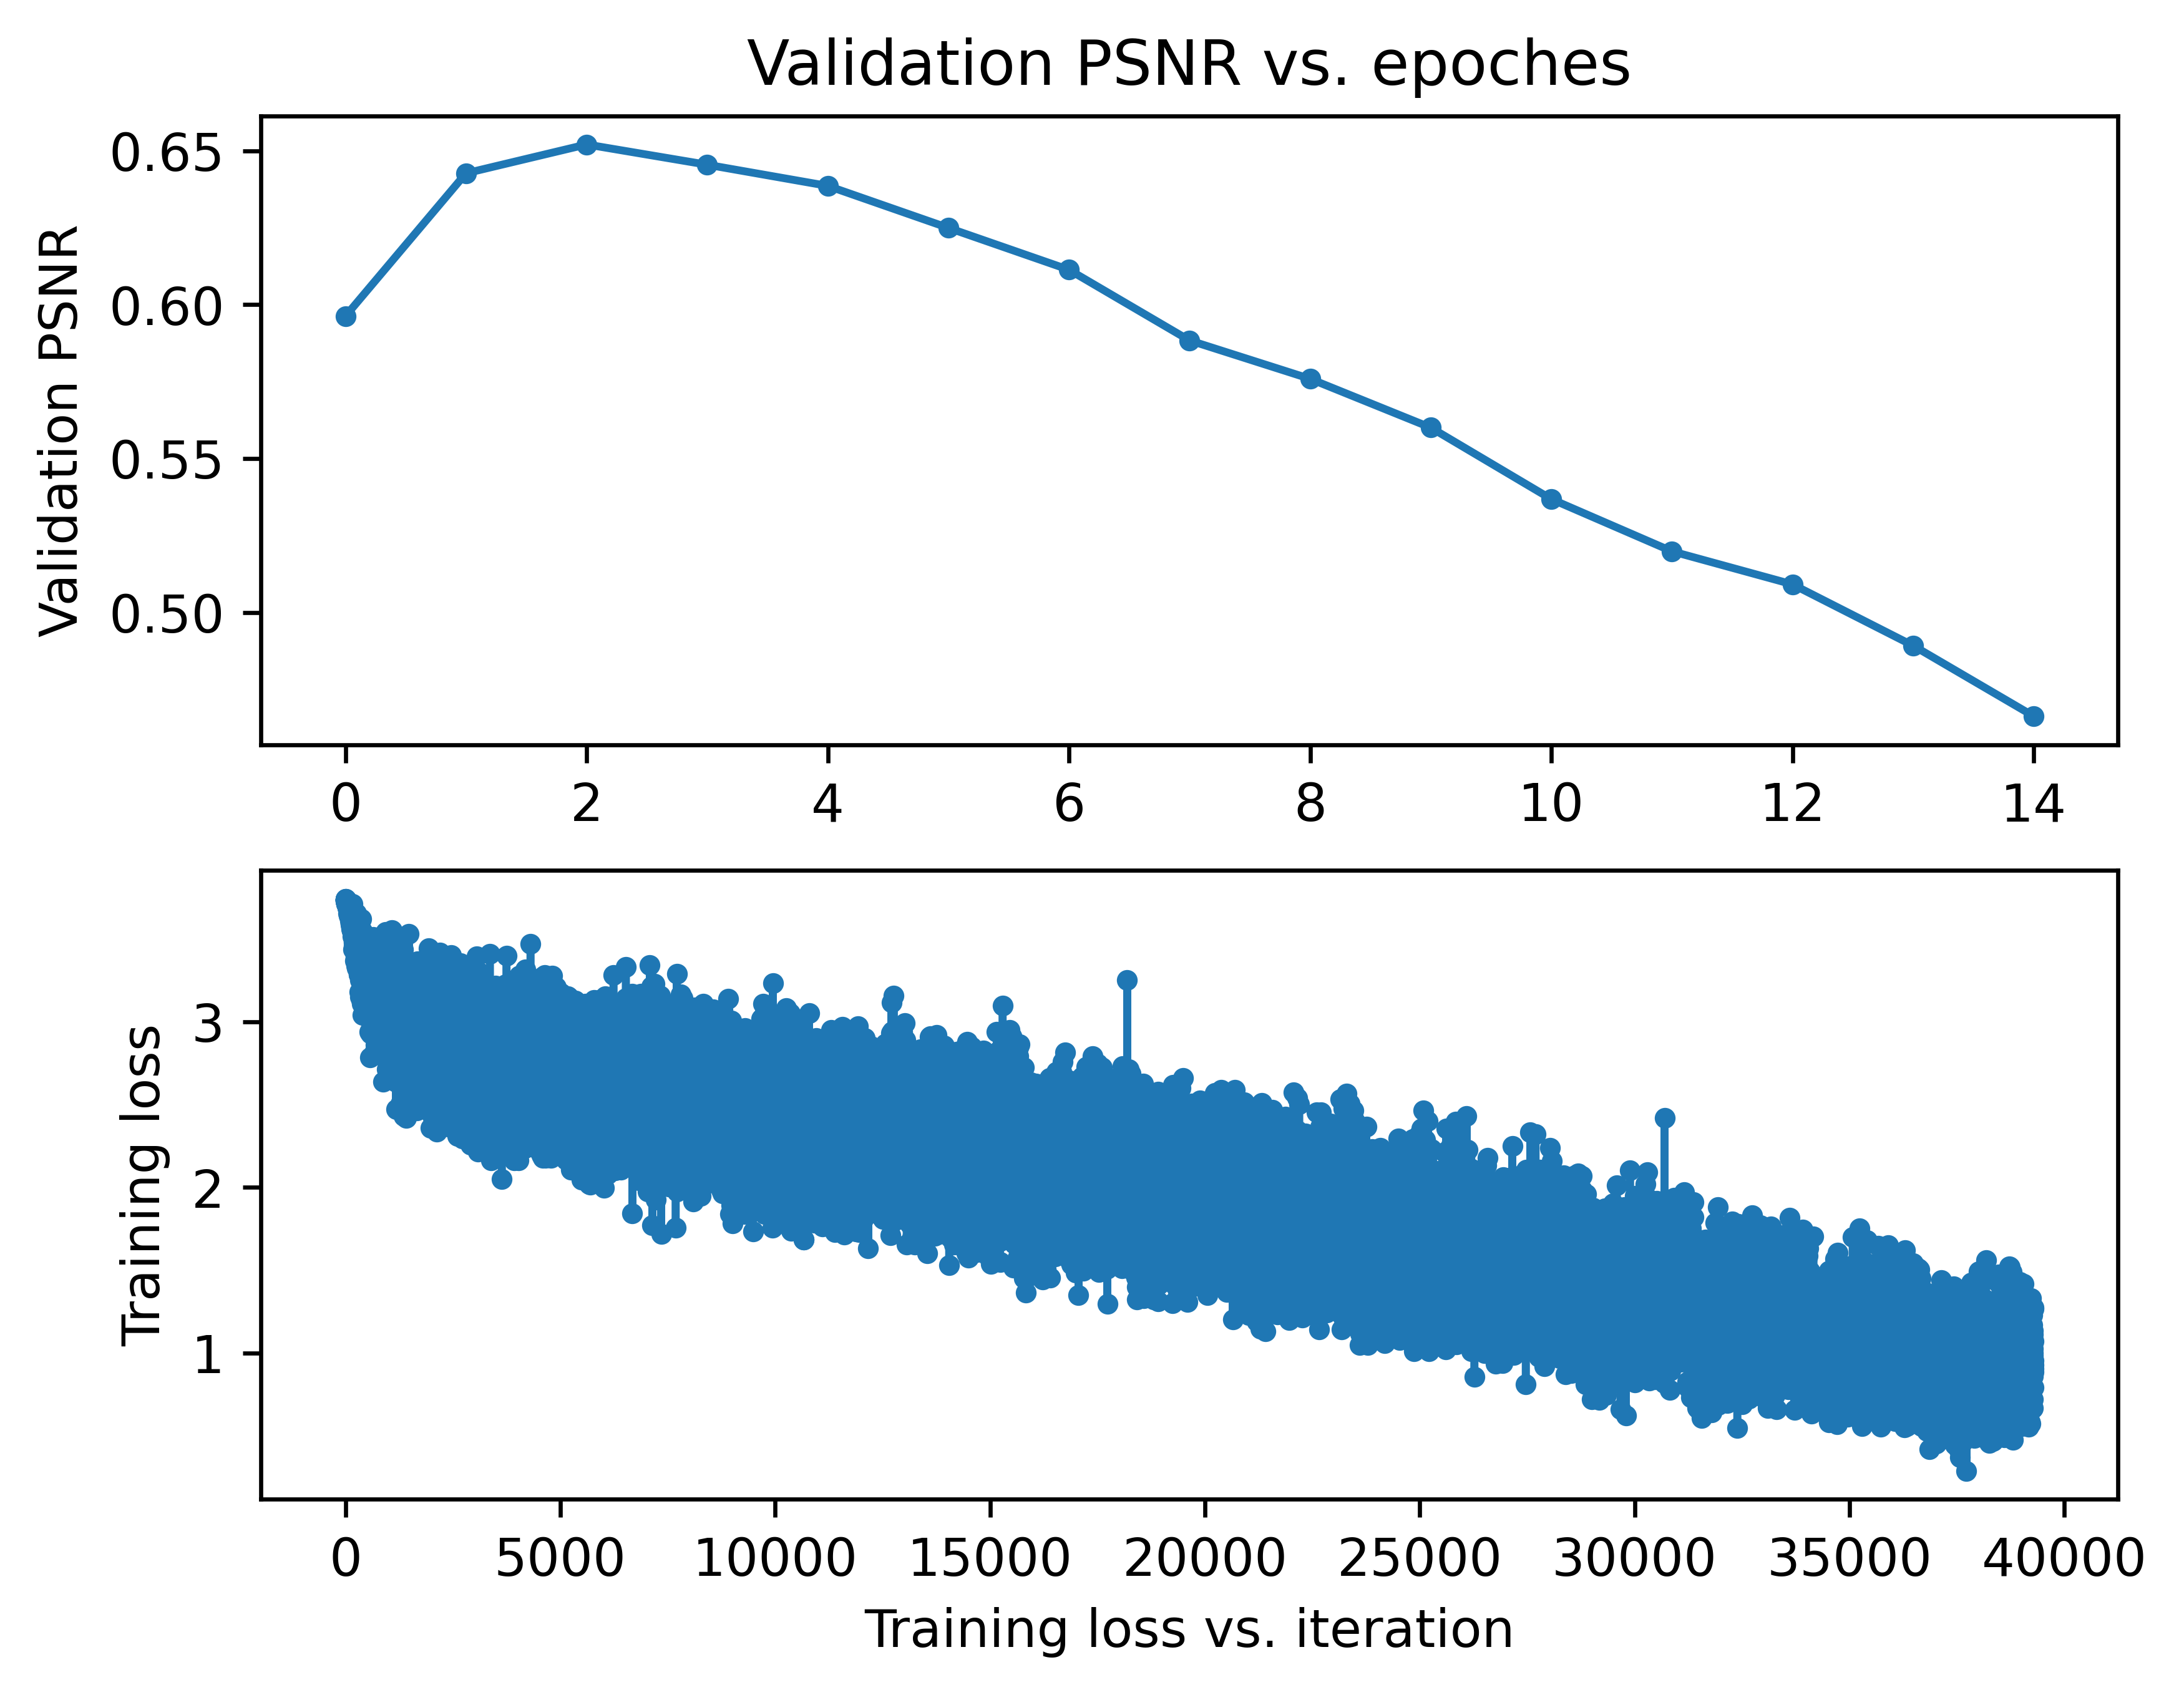 Validation PSNR vs. epoches
Validation PSNR
0.65
0.60
0.55
0.50
0 2 4 6 8 10 12 14
Training loss
3
2
1
0 5000 10000 15000 20000 25000 30000 35000 40000
Training loss vs. iteration